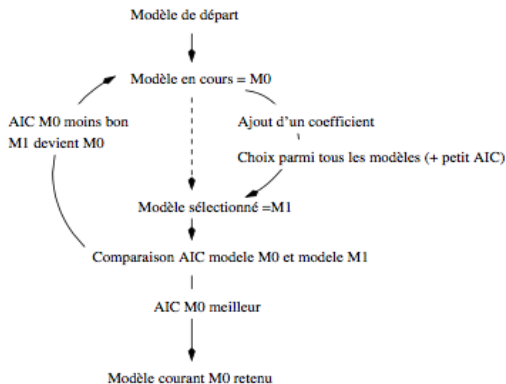 Modèle de départ
Modèle en cours = M0
AIC M0 moins bon
M1 devient M0
Ajout d'un coefficient
Choix parmi tous les modèles (+ petit AIC)
Modèle sélectionné =M1
Comparaison AIC modele M0 et modele M1
AIC M0 meilleur
Modèle courant M0 retenu